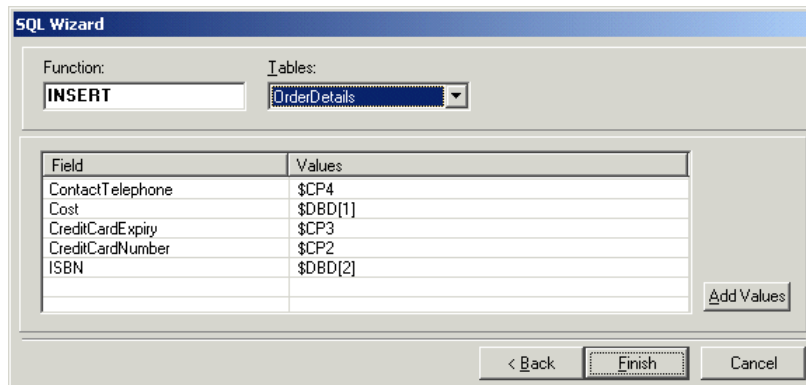 SQL Wizard
Function: Tables:
INSERT OrderDetails
Field Values
ContactTelephone $CP4
Cost $DBD[1]
CreditCardExpiry $CP3
CreditCardNumber $CP2
ISBN $DBD[2]
Add Values
< Back Finish Cancel